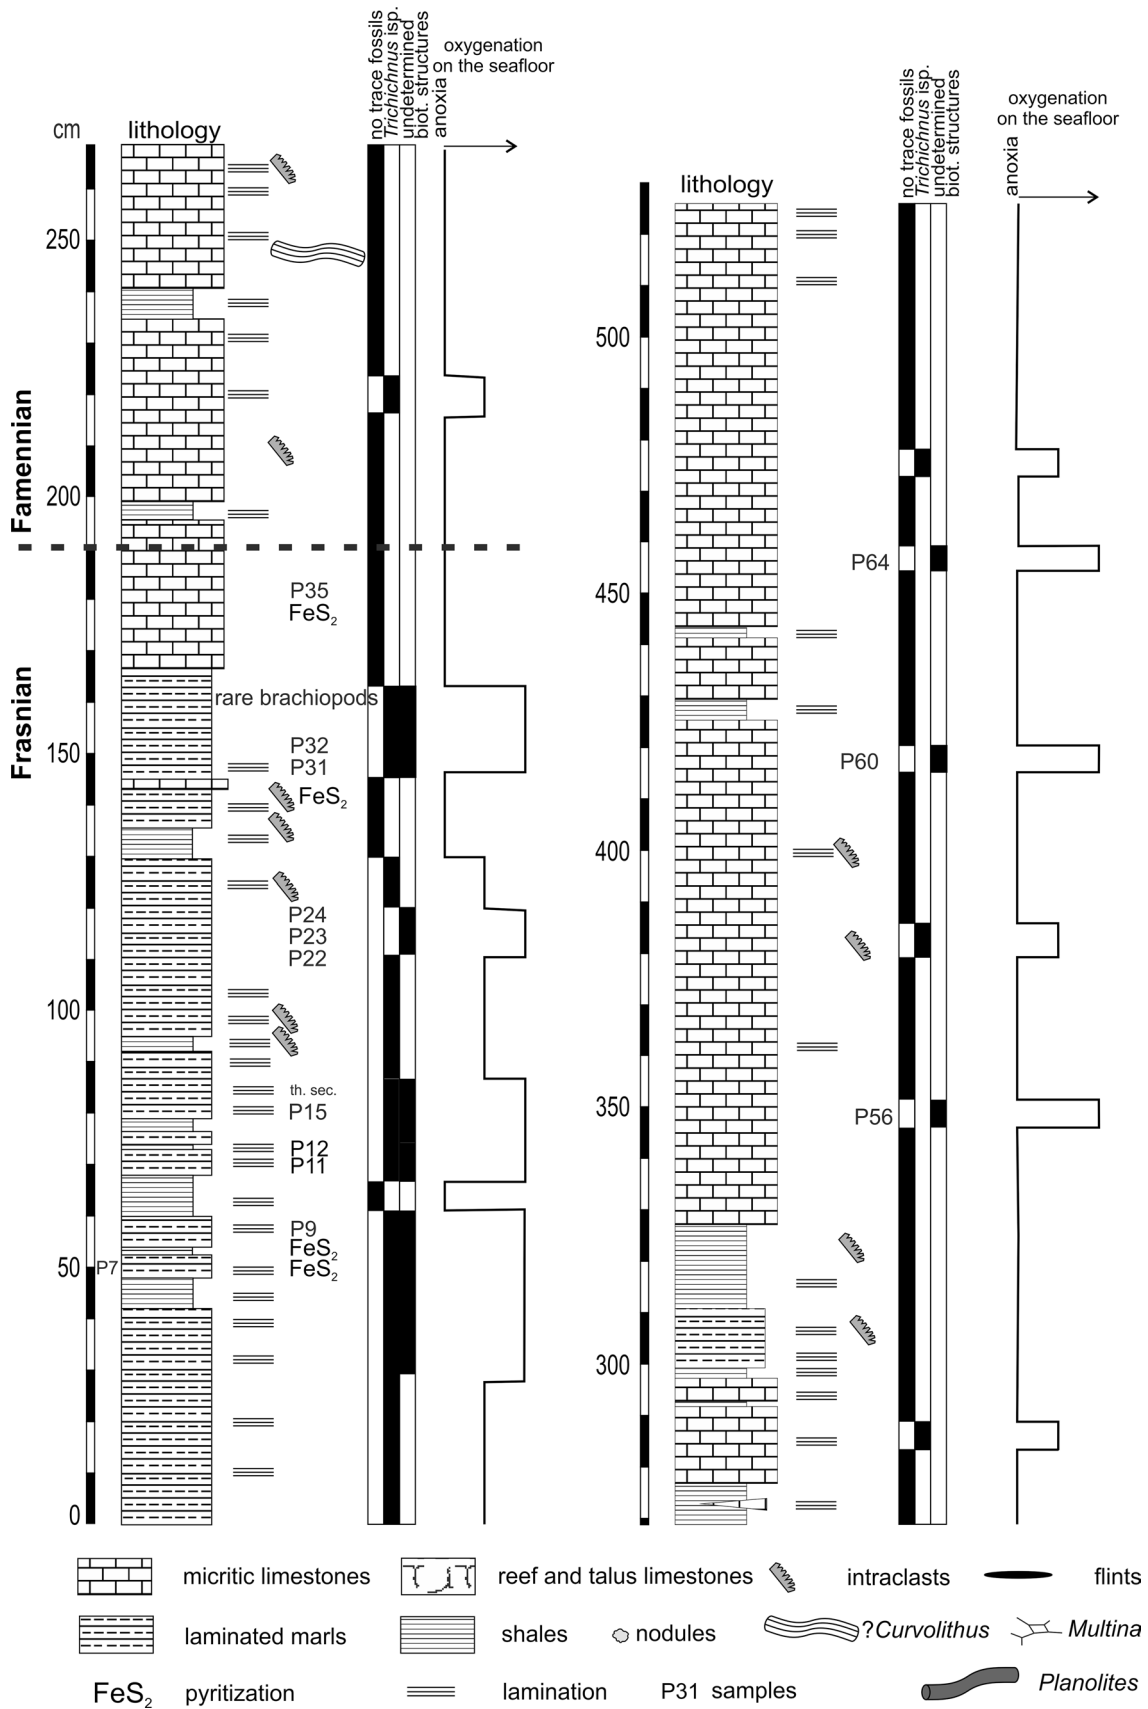 no trace fossils
Trichichnus isp.
undetermined
biot. structures
anoxia
oxygenation
on the seafloor
cm
lithology
250
200
150
100
50
0
Famennian
Frasnian
P35
FeS2
rare brachiopods
P32
P31
FeS2
P24
P23
P22
th. sec.
P15
P12
P11
P9
FeS2
P7
FeS2
no trace fossils
Trichichnus isp.
undetermined
biot. structures
anoxia
oxygenation
on the seafloor
lithology
500
450
400
350
300
P64
P60
P56
micritic limestones
reef and talus limestones
intraclasts
flints
laminated marls
shales
nodules
?Curvolithus
Multina
FeS2 pyritization
lamination
P31 samples
Planolites